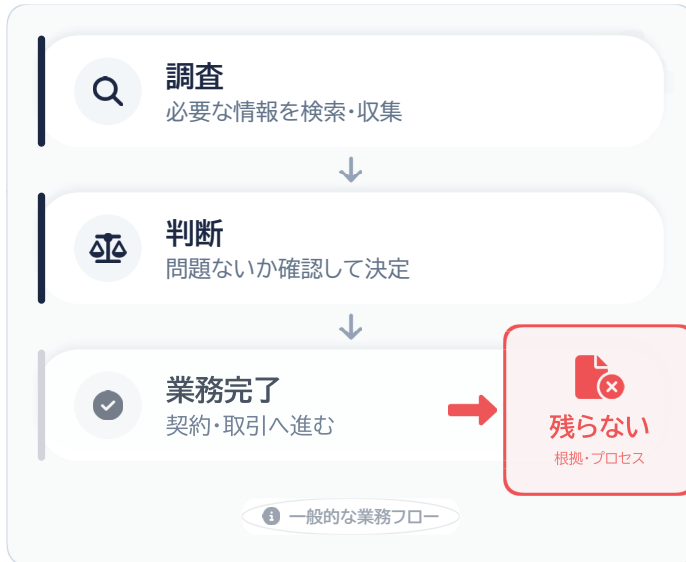 調査
必要な情報を検索・収集
判断
問題ないか確認して決定
業務完了
契約・取引へ進む
残らない
根拠・プロセス
一般的な業務フロー